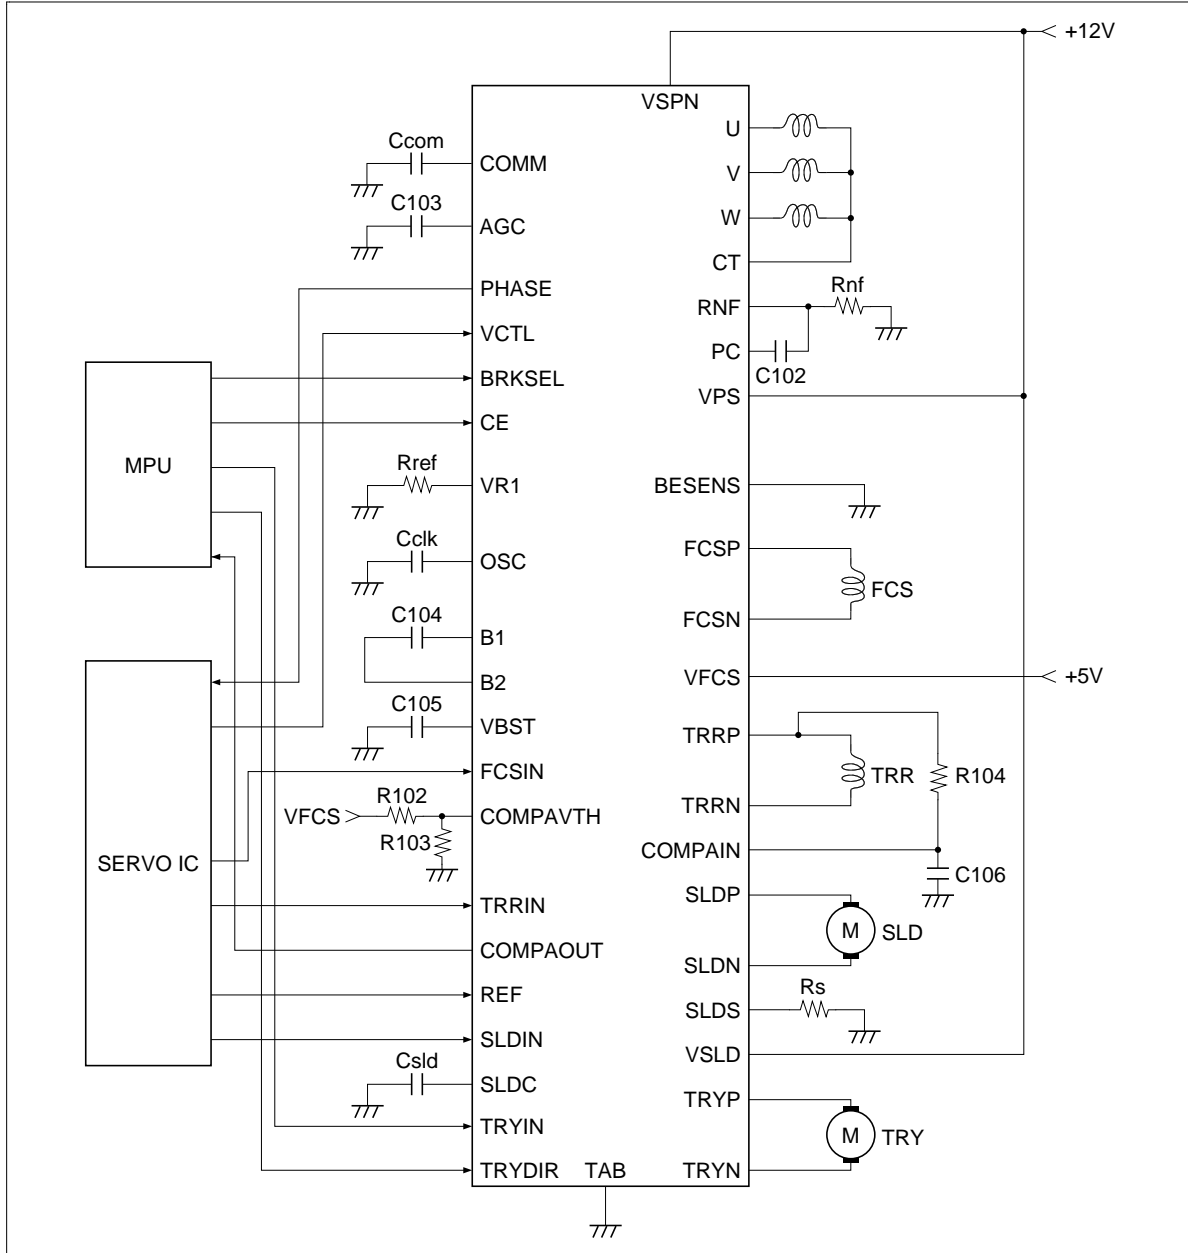 +12V
VSPN
U
Ccom
COMM
V
C103
W
AGC
CT
PHASE
Rnf
RNF
VCTL
PC
C102
BRKSEL
VPS
CE
MPU
Rref
VR1
BESENS
Cclk
OSC
FCSP
FCS
FCSN
C104
B1
B2
VFCS
+5V
C105
VBST
TRRP
FCSIN
TRR
R104
R102
VFCS
COMPAVTH
TRRN
R103
COMPAIN
SERVO IC
C106
TRRIN
SLDP
M
SLD
COMPAOUT
SLDN
REF
Rs
SLDS
SLDIN
VSLD
Csld
SLDC
TRYP
TRYIN
M
TRY
TRYDIR
TAB
TRYN